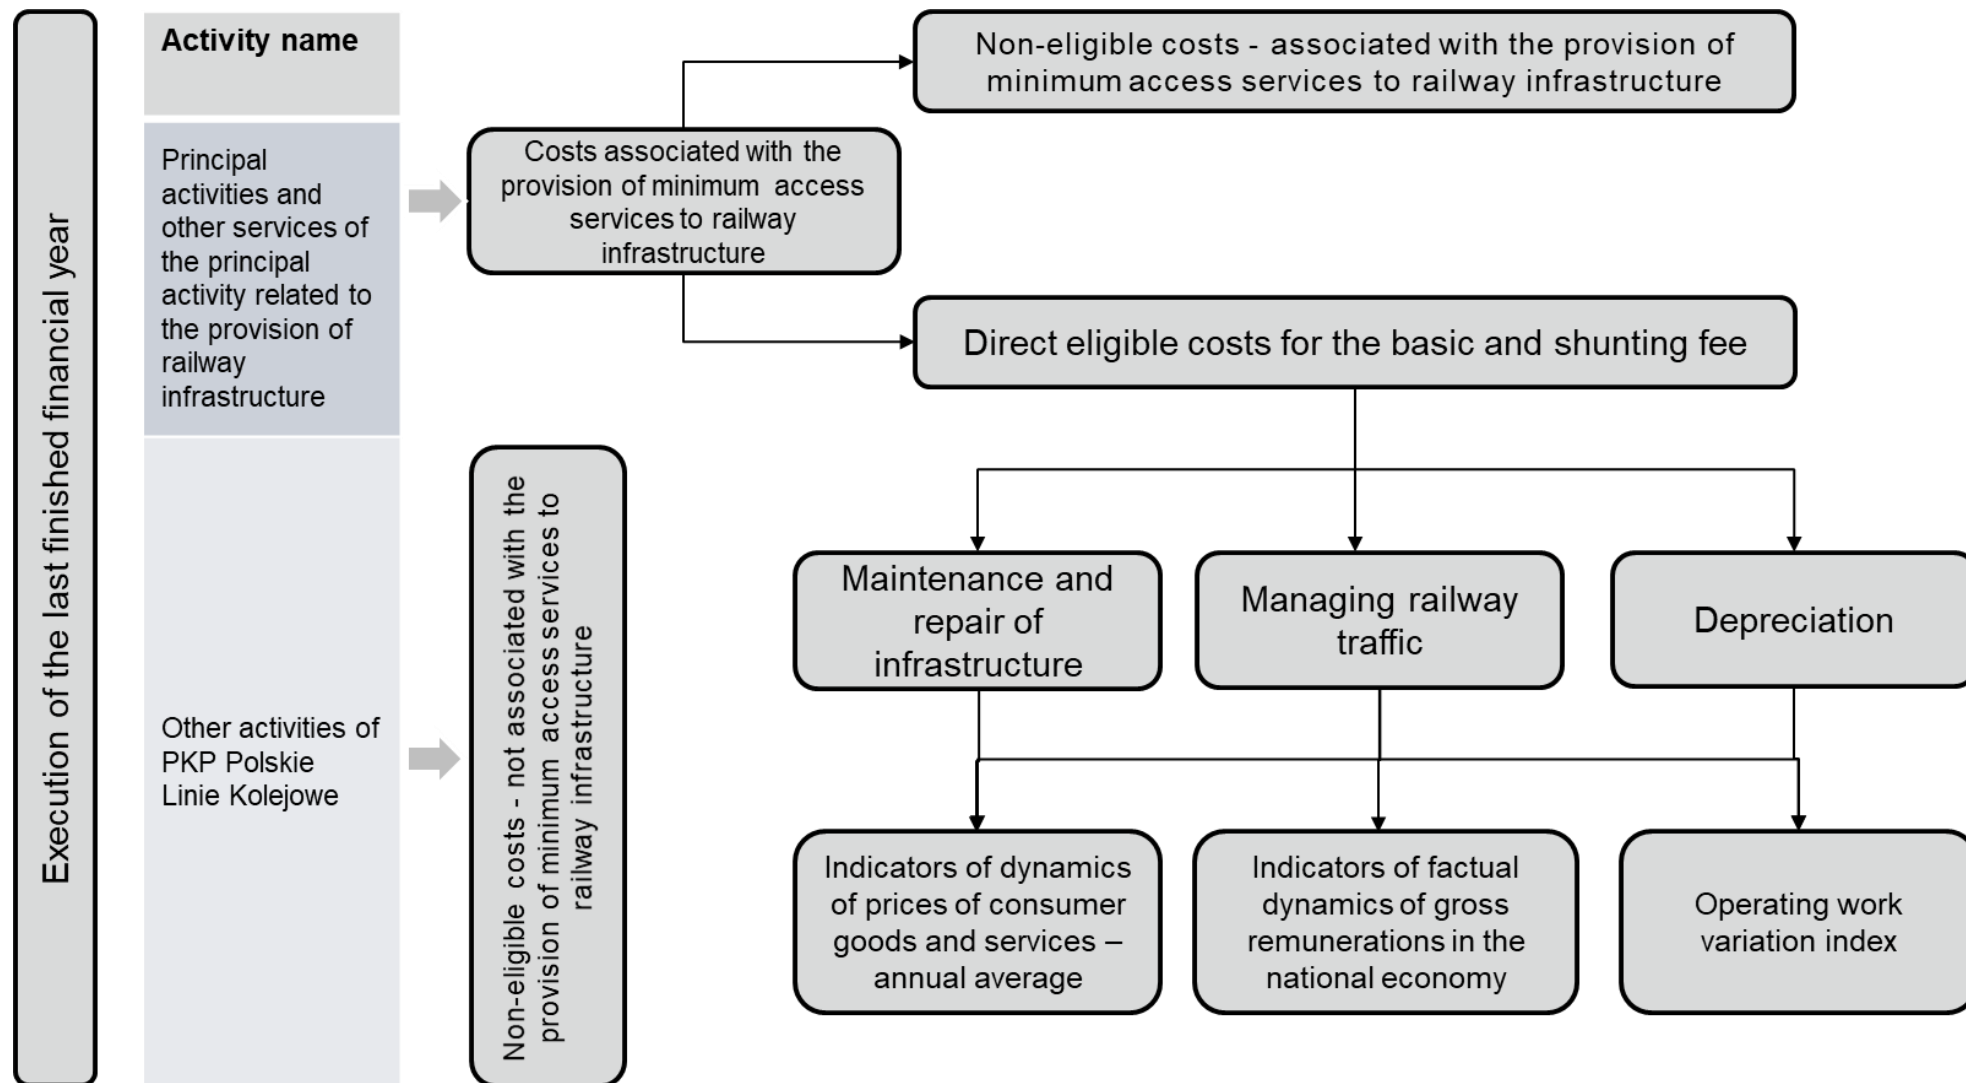 Execution of the last finished financial year
Activity name
Principal
activities and
other services of
the principal
activity related to
the provision of
railway
infrastructure
Other activities of
PKP Polskie
Linie Kolejowe
Costs associated with the
provision of minimum access
services to railway
infrastructure
Non-eligible costs - not associated with the
provision of minimum access services to
railway infrastructure
Non-eligible costs - associated with the provision of
minimum access services to railway infrastructure
Direct eligible costs for the basic and shunting fee
Maintenance and
repair of
infrastructure
Managing railway
traffic
Depreciation
Indicators of dynamics
of prices of consumer
goods and services –
annual average
Indicators of factual
dynamics of gross
remunerations in the
national economy
Operating work
variation index